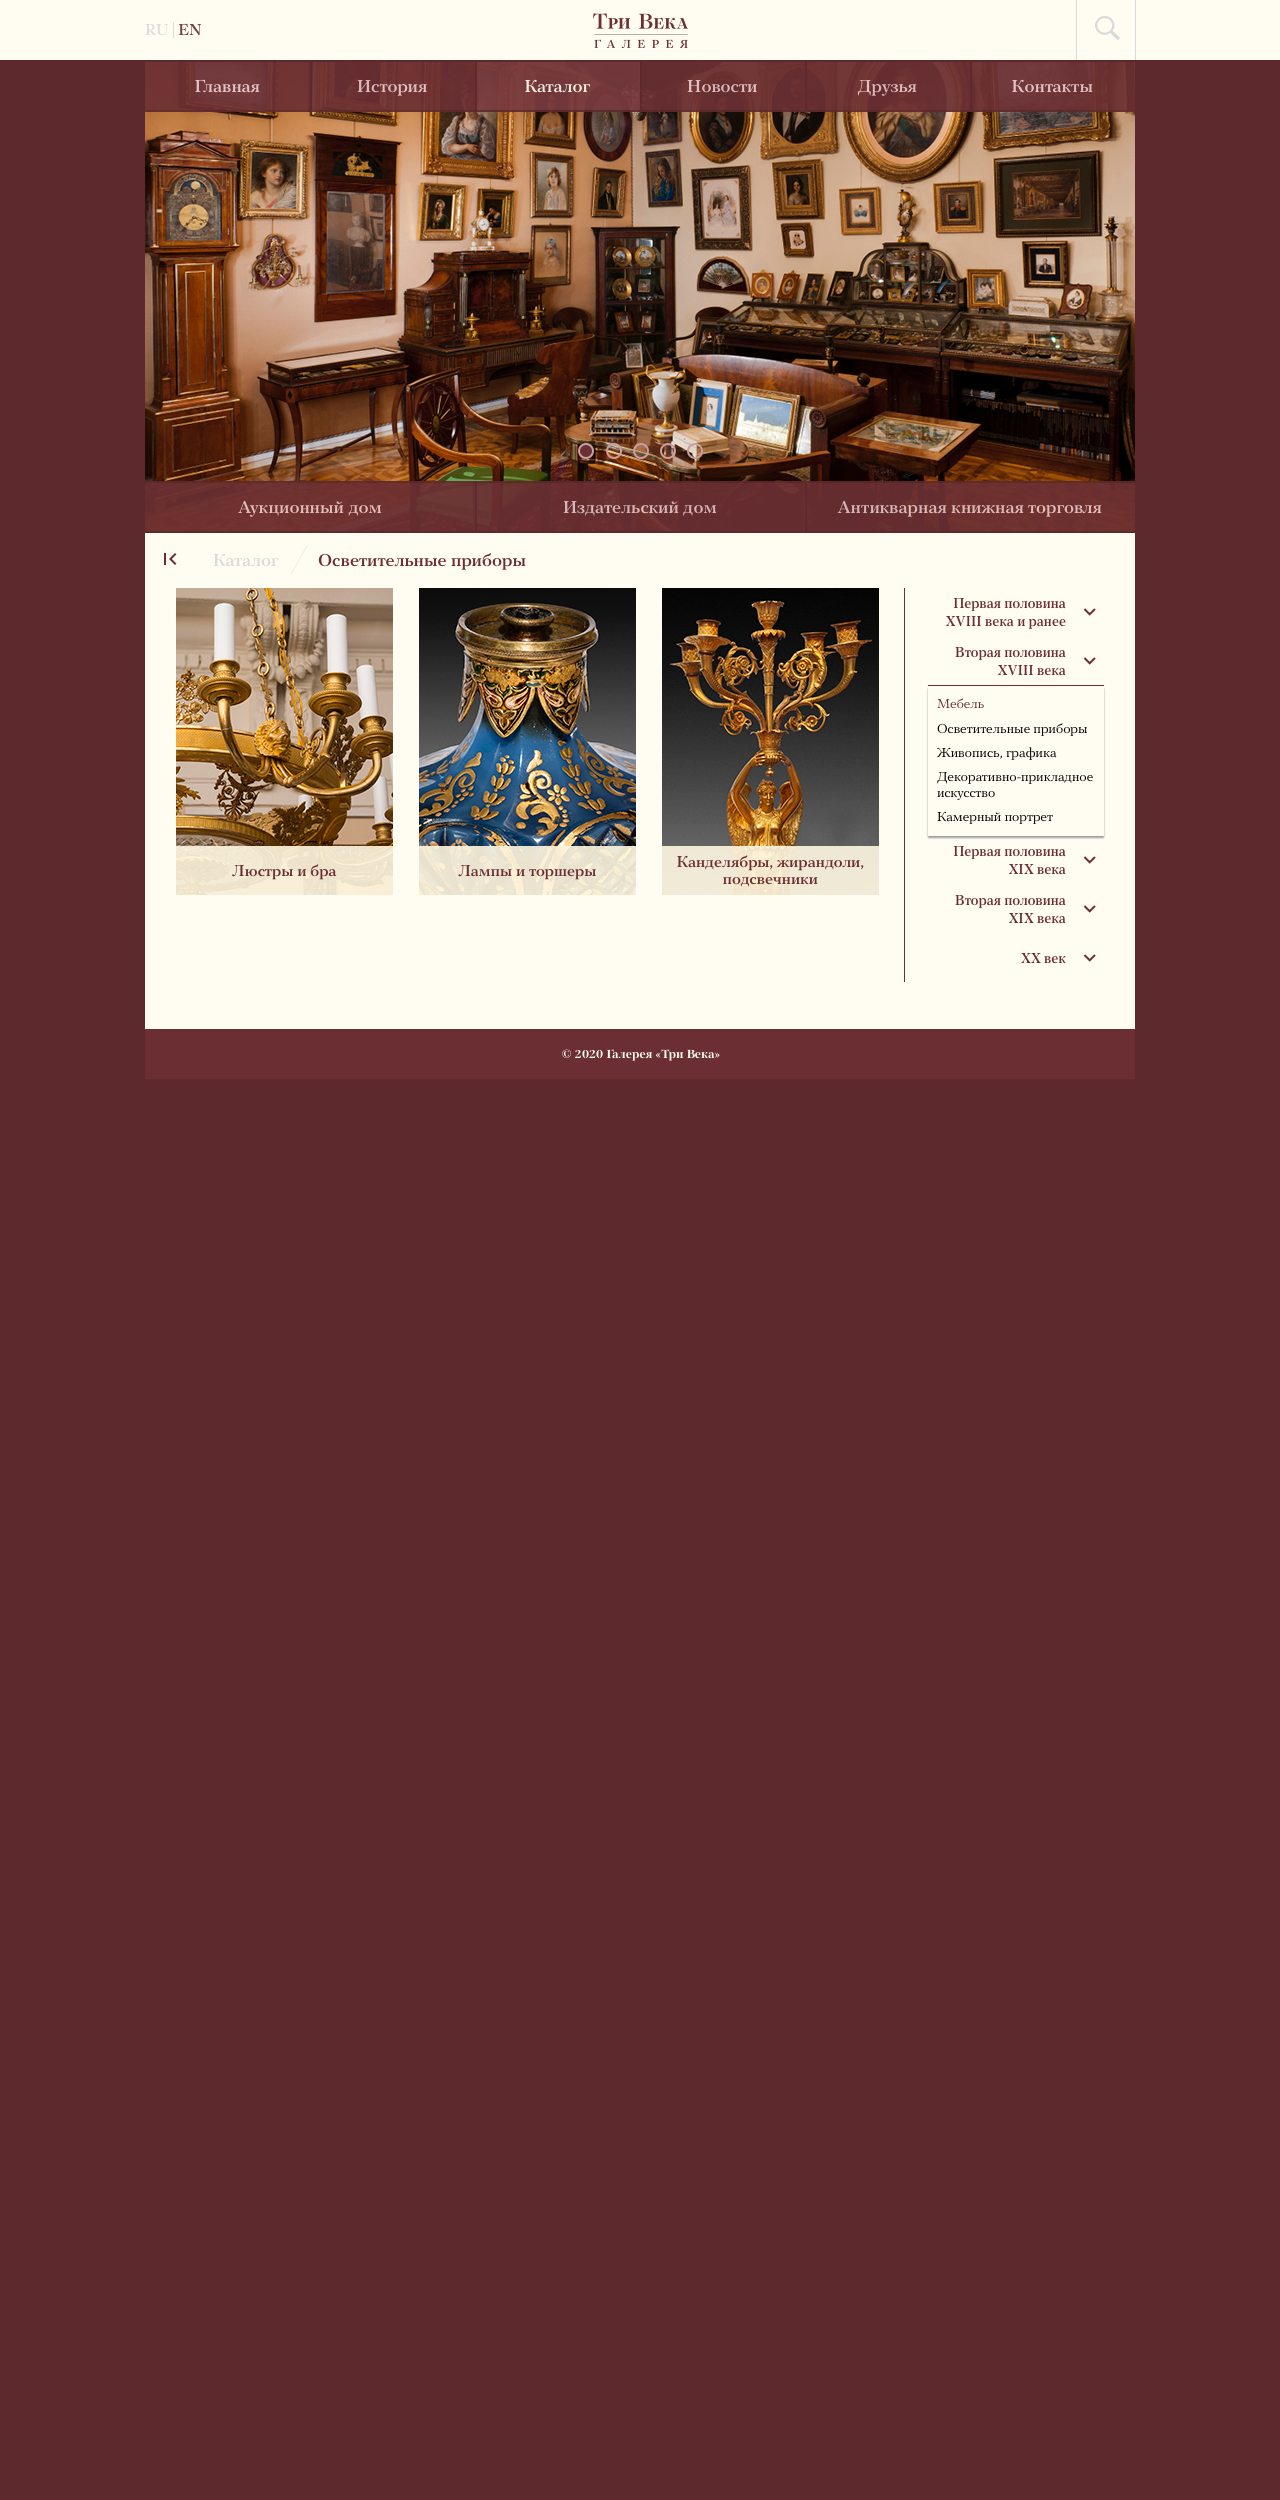 RU | EN
Три Века
ГАЛЕРЕЯ
Главная
История
Каталог
Новости
Друзья
Контакты
Аукционный дом
Издательский дом
Антикварная книжная торговля
Каталог / Осветительные приборы
Люстры и бра
Лампы и торшеры
Канделябры, жирандоли,
подсвечники
Первая половина
XVIII века и ранее
Вторая половина
XVIII века
Мебель
Осветительные приборы
Живопись, графика
Декоративно-прикладное
искусство
Камерный портрет
Первая половина
XIX века
Вторая половина
XIX века
XX век
© 2020 Галерея «Три Века»